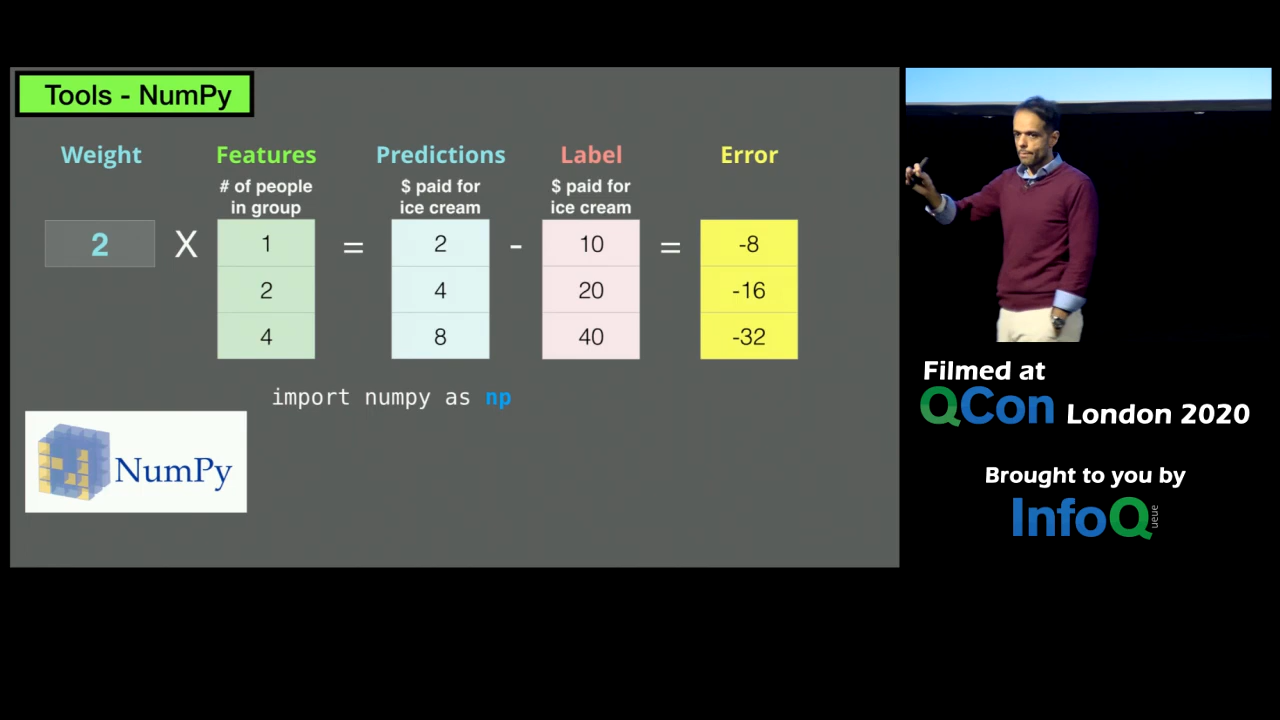 Tools - NumPy
Weight Features Predictions Label Error
# of people $ paid for $ paid for
in group ice cream ice cream
2 X 1 = 2 - 10 = -8
2 4 20 -16
4 8 40 -32
import numpy as np
NumPy
Filmed at
QCon London 2020
Brought to you by
InfoQ
ueue